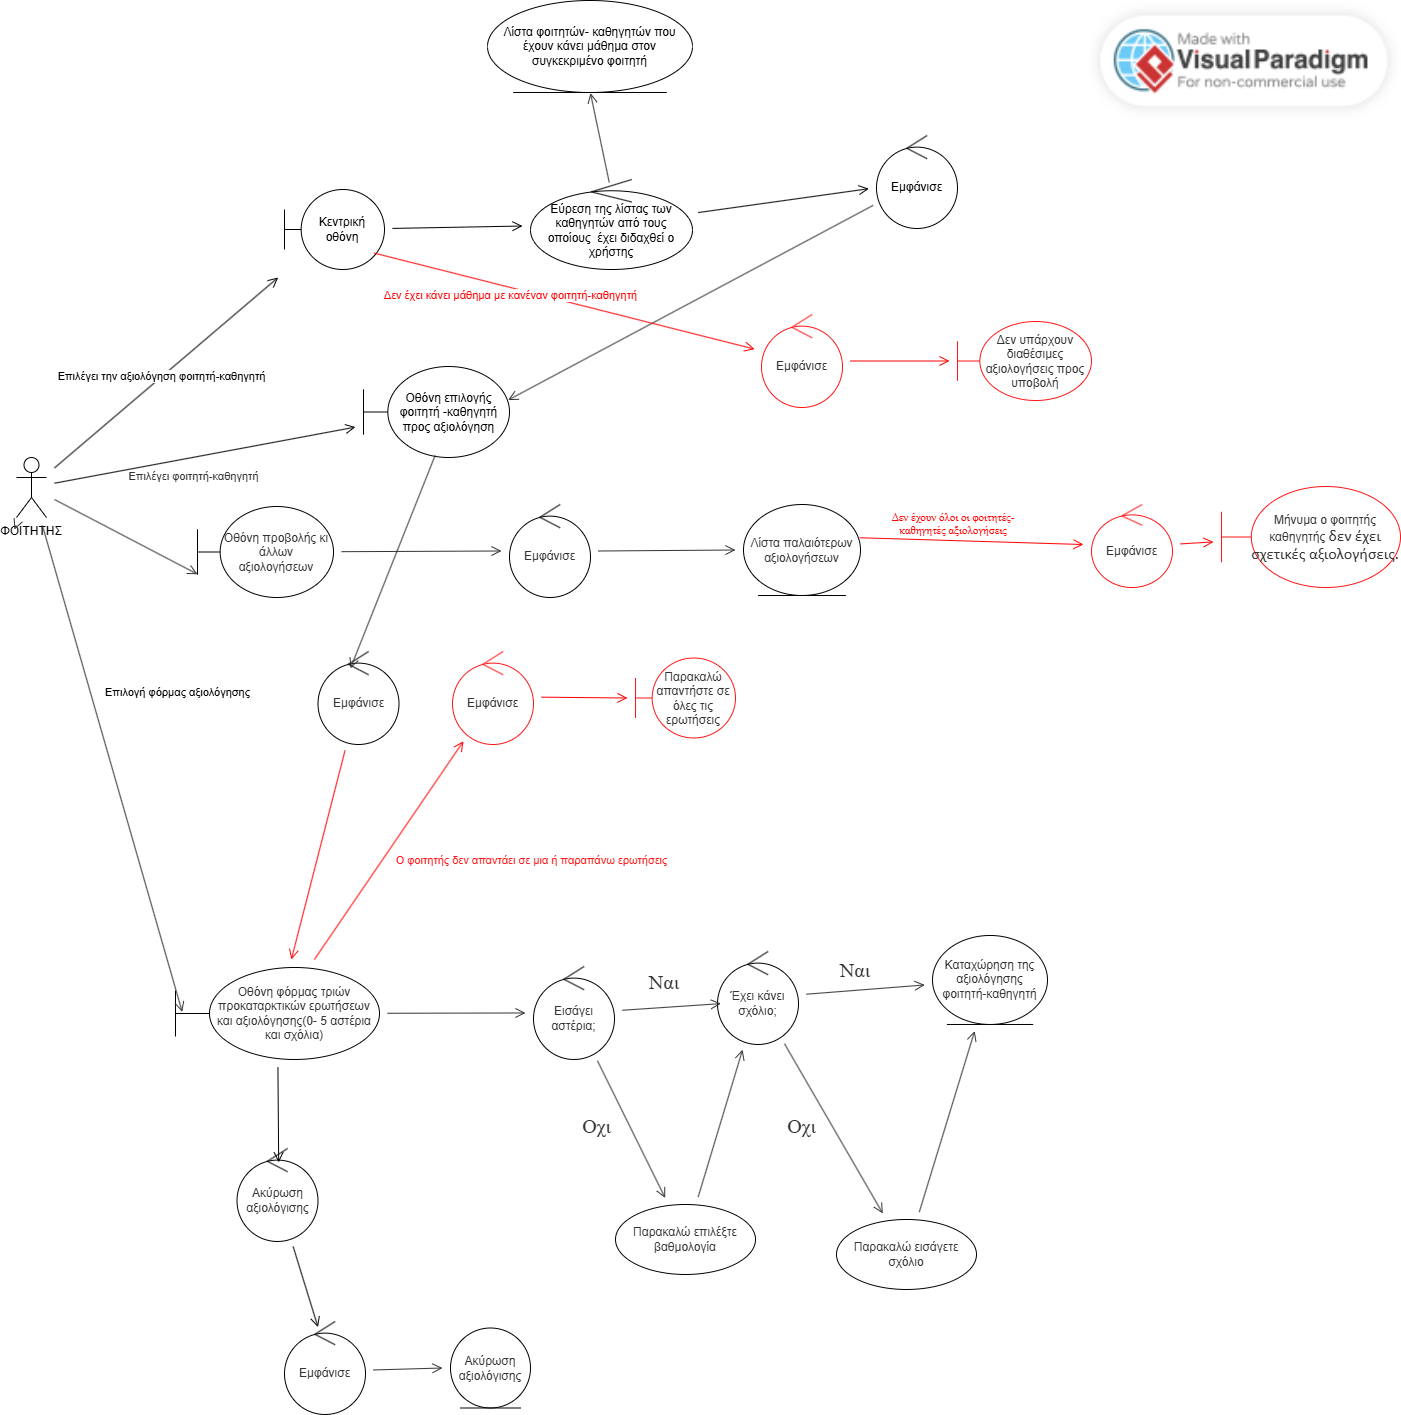 Λίστα φοιτητών- καθηγητών που
έχουν κάνει μάθημα στον
συγκεκριμένο φοιτητή
Made with
Visual Paradigm
For non-commercial use
Εμφάνισε
Κεντρική
οθόνη
Εύρεση της λίστας των
καθηγητών από τους
οποίους έχει διδαχθεί ο
χρήστης
Δεν έχει κάνει μάθημα με κανέναν φοιτητή-καθηγητή
Εμφάνισε
Δεν υπάρχουν
διαθέσιμες
αξιολογήσεις προς
υποβολή
Επιλέγει την αξιολόγηση φοιτητή-καθηγητή
Οθόνη επιλογής
φοιτητή -καθηγητή
προς αξιολόγηση
Επιλέγει φοιτητή-καθηγητή
ΦΟΙΤΗΤΗΣ
Οθόνη προβολής κι
άλλων
αξιολογήσεων
Εμφάνισε
Λίστα παλαιότερων
αξιολογήσεων
Δεν έχουν όλοι οι φοιτητές-
καθηγητές αξιολογήσεις
Εμφάνισε
Μήνυμα ο φοιτητής
καθηγητής δεν έχει
σχετικές αξιολογήσεις.
Επιλογή φόρμας αξιολόγησης
Εμφάνισε
Εμφάνισε
Παρακαλώ
απαντήστε σε
όλες τις
ερωτήσεις
Ο φοιτητής δεν απαντάει σε μια ή παραπάνω ερωτήσεις
Οθόνη φόρμας τριών
προκαταρκτικών ερωτήσεων
και αξιολόγησης(0- 5 αστέρια
και σχόλια)
Εισάγει
αστέρια;
Ναι
Έχει κάνει
σχόλιο;
Ναι
Καταχώρηση της
αξιολόγησης
φοιτητή-καθηγητή
Οχι
Οχι
Παρακαλώ επιλέξτε
βαθμολογία
Παρακαλώ εισάγετε
σχόλιο
Ακύρωση
αξιολόγισης
Εμφάνισε
Ακύρωση
αξιολόγισης